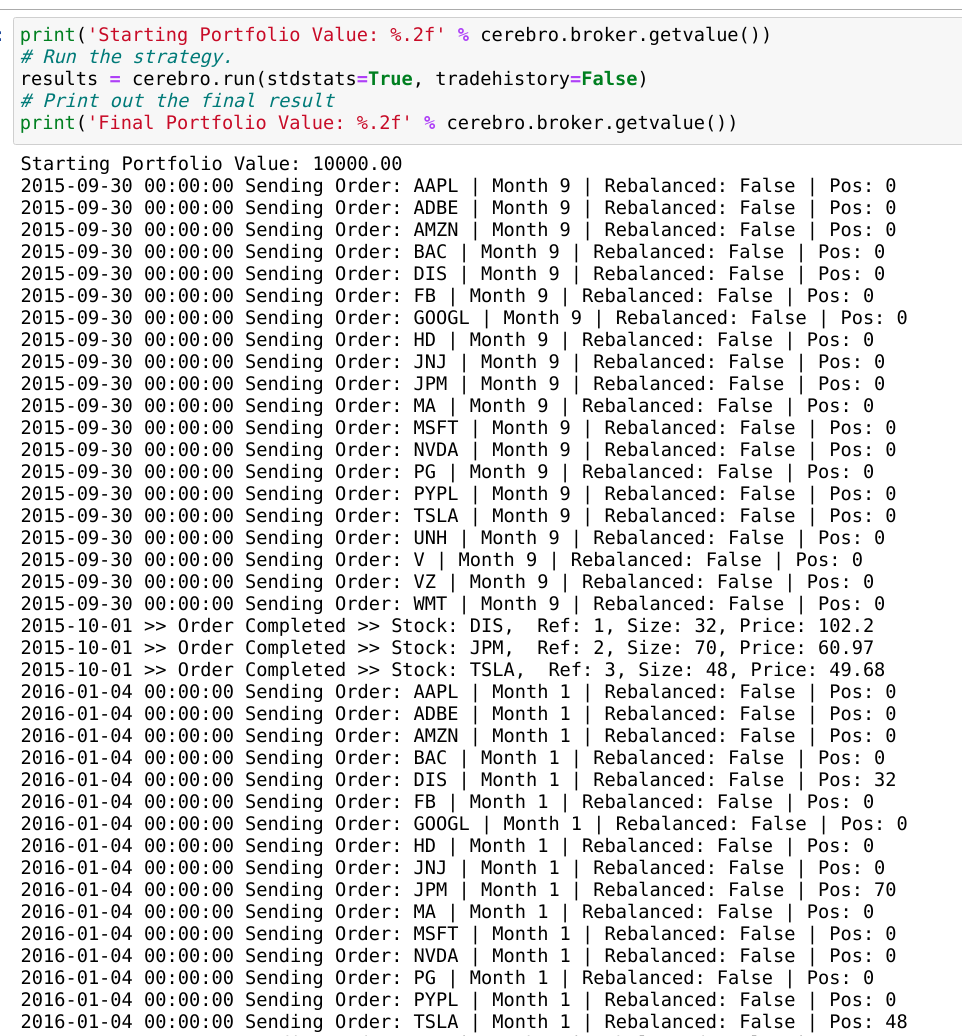 print('Starting Portfolio Value: %.2f' % cerebro.broker.getvalue())
# Run the strategy.
results = cerebro.run(stdstats=True, tradehistory=False)
# Print out the final result
print('Final Portfolio Value: %.2f' % cerebro.broker.getvalue())
Starting Portfolio Value: 10000.00
2015-09-30 00:00:00 Sending Order: AAPL | Month 9 | Rebalanced: False | Pos: 0
2015-09-30 00:00:00 Sending Order: ADBE | Month 9 | Rebalanced: False | Pos: 0
2015-09-30 00:00:00 Sending Order: AMZN | Month 9 | Rebalanced: False | Pos: 0
2015-09-30 00:00:00 Sending Order: BAC | Month 9 | Rebalanced: False | Pos: 0
2015-09-30 00:00:00 Sending Order: DIS | Month 9 | Rebalanced: False | Pos: 0
2015-09-30 00:00:00 Sending Order: FB | Month 9 | Rebalanced: False | Pos: 0
2015-09-30 00:00:00 Sending Order: GOOGL | Month 9 | Rebalanced: False | Pos: 0
2015-09-30 00:00:00 Sending Order: HD | Month 9 | Rebalanced: False | Pos: 0
2015-09-30 00:00:00 Sending Order: JNJ | Month 9 | Rebalanced: False | Pos: 0
2015-09-30 00:00:00 Sending Order: JPM | Month 9 | Rebalanced: False | Pos: 0
2015-09-30 00:00:00 Sending Order: MA | Month 9 | Rebalanced: False | Pos: 0
2015-09-30 00:00:00 Sending Order: MSFT | Month 9 | Rebalanced: False | Pos: 0
2015-09-30 00:00:00 Sending Order: NVDA | Month 9 | Rebalanced: False | Pos: 0
2015-09-30 00:00:00 Sending Order: PG | Month 9 | Rebalanced: False | Pos: 0
2015-09-30 00:00:00 Sending Order: PYPL | Month 9 | Rebalanced: False | Pos: 0
2015-09-30 00:00:00 Sending Order: TSLA | Month 9 | Rebalanced: False | Pos: 0
2015-09-30 00:00:00 Sending Order: UNH | Month 9 | Rebalanced: False | Pos: 0
2015-09-30 00:00:00 Sending Order: V | Month 9 | Rebalanced: False | Pos: 0
2015-09-30 00:00:00 Sending Order: VZ | Month 9 | Rebalanced: False | Pos: 0
2015-09-30 00:00:00 Sending Order: WMT | Month 9 | Rebalanced: False | Pos: 0
2015-10-01 >> Order Completed >> Stock: DIS,  Ref: 1, Size: 32, Price: 102.2
2015-10-01 >> Order Completed >> Stock: JPM,  Ref: 2, Size: 70, Price: 60.97
2015-10-01 >> Order Completed >> Stock: TSLA,  Ref: 3, Size: 48, Price: 49.68
2016-01-04 00:00:00 Sending Order: AAPL | Month 1 | Rebalanced: False | Pos: 0
2016-01-04 00:00:00 Sending Order: ADBE | Month 1 | Rebalanced: False | Pos: 0
2016-01-04 00:00:00 Sending Order: AMZN | Month 1 | Rebalanced: False | Pos: 0
2016-01-04 00:00:00 Sending Order: BAC | Month 1 | Rebalanced: False | Pos: 0
2016-01-04 00:00:00 Sending Order: DIS | Month 1 | Rebalanced: False | Pos: 32
2016-01-04 00:00:00 Sending Order: FB | Month 1 | Rebalanced: False | Pos: 0
2016-01-04 00:00:00 Sending Order: GOOGL | Month 1 | Rebalanced: False | Pos: 0
2016-01-04 00:00:00 Sending Order: HD | Month 1 | Rebalanced: False | Pos: 0
2016-01-04 00:00:00 Sending Order: JNJ | Month 1 | Rebalanced: False | Pos: 0
2016-01-04 00:00:00 Sending Order: JPM | Month 1 | Rebalanced: False | Pos: 70
2016-01-04 00:00:00 Sending Order: MA | Month 1 | Rebalanced: False | Pos: 0
2016-01-04 00:00:00 Sending Order: MSFT | Month 1 | Rebalanced: False | Pos: 0
2016-01-04 00:00:00 Sending Order: NVDA | Month 1 | Rebalanced: False | Pos: 0
2016-01-04 00:00:00 Sending Order: PG | Month 1 | Rebalanced: False | Pos: 0
2016-01-04 00:00:00 Sending Order: PYPL | Month 1 | Rebalanced: False | Pos: 0
2016-01-04 00:00:00 Sending Order: TSLA | Month 1 | Rebalanced: False | Pos: 48